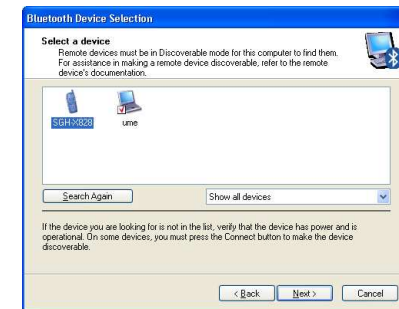 Bluetooth Device Selection
Select a device
Remote devices must be in Discoverable mode for this computer to find them.
For assistance in making a remote device discoverable, refer to the remote
device's documentation.
SGH-X828 ume
Search Again Show all devices
If the device you are looking for is not in the list, verify that the device has power and is
operational. On some devices, you must press the Connect button to make the device
discoverable.
< Back Next > Cancel